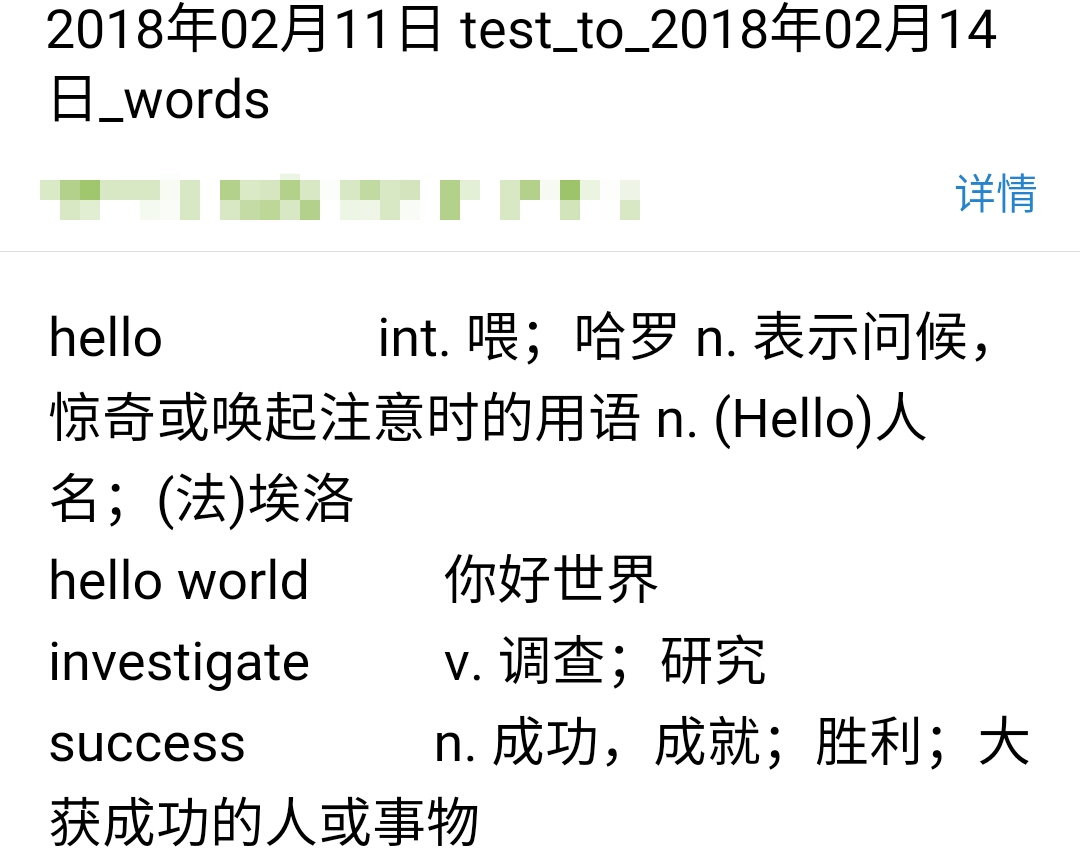 2018年02月11日 test_to_2018年02月14
日_words
详情
hello int. 喂；哈罗 n. 表示问候，
惊奇或唤起注意时的用语 n. (Hello)人
名；(法)埃洛
hello world 你好世界
investigate v. 调查；研究
success n. 成功，成就；胜利；大
获成功的人或事物